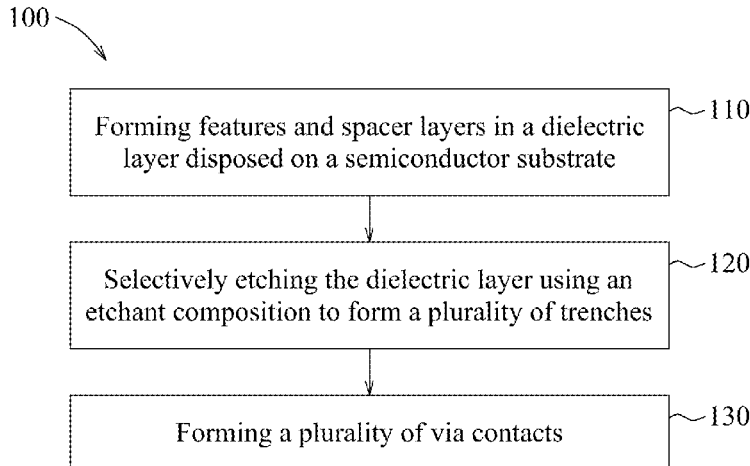 100
110
Forming features and spacer layers in a dielectric
layer disposed on a semiconductor substrate
120
Selectively etching the dielectric layer using an
etchant composition to form a plurality of trenches
130
Forming a plurality of via contacts